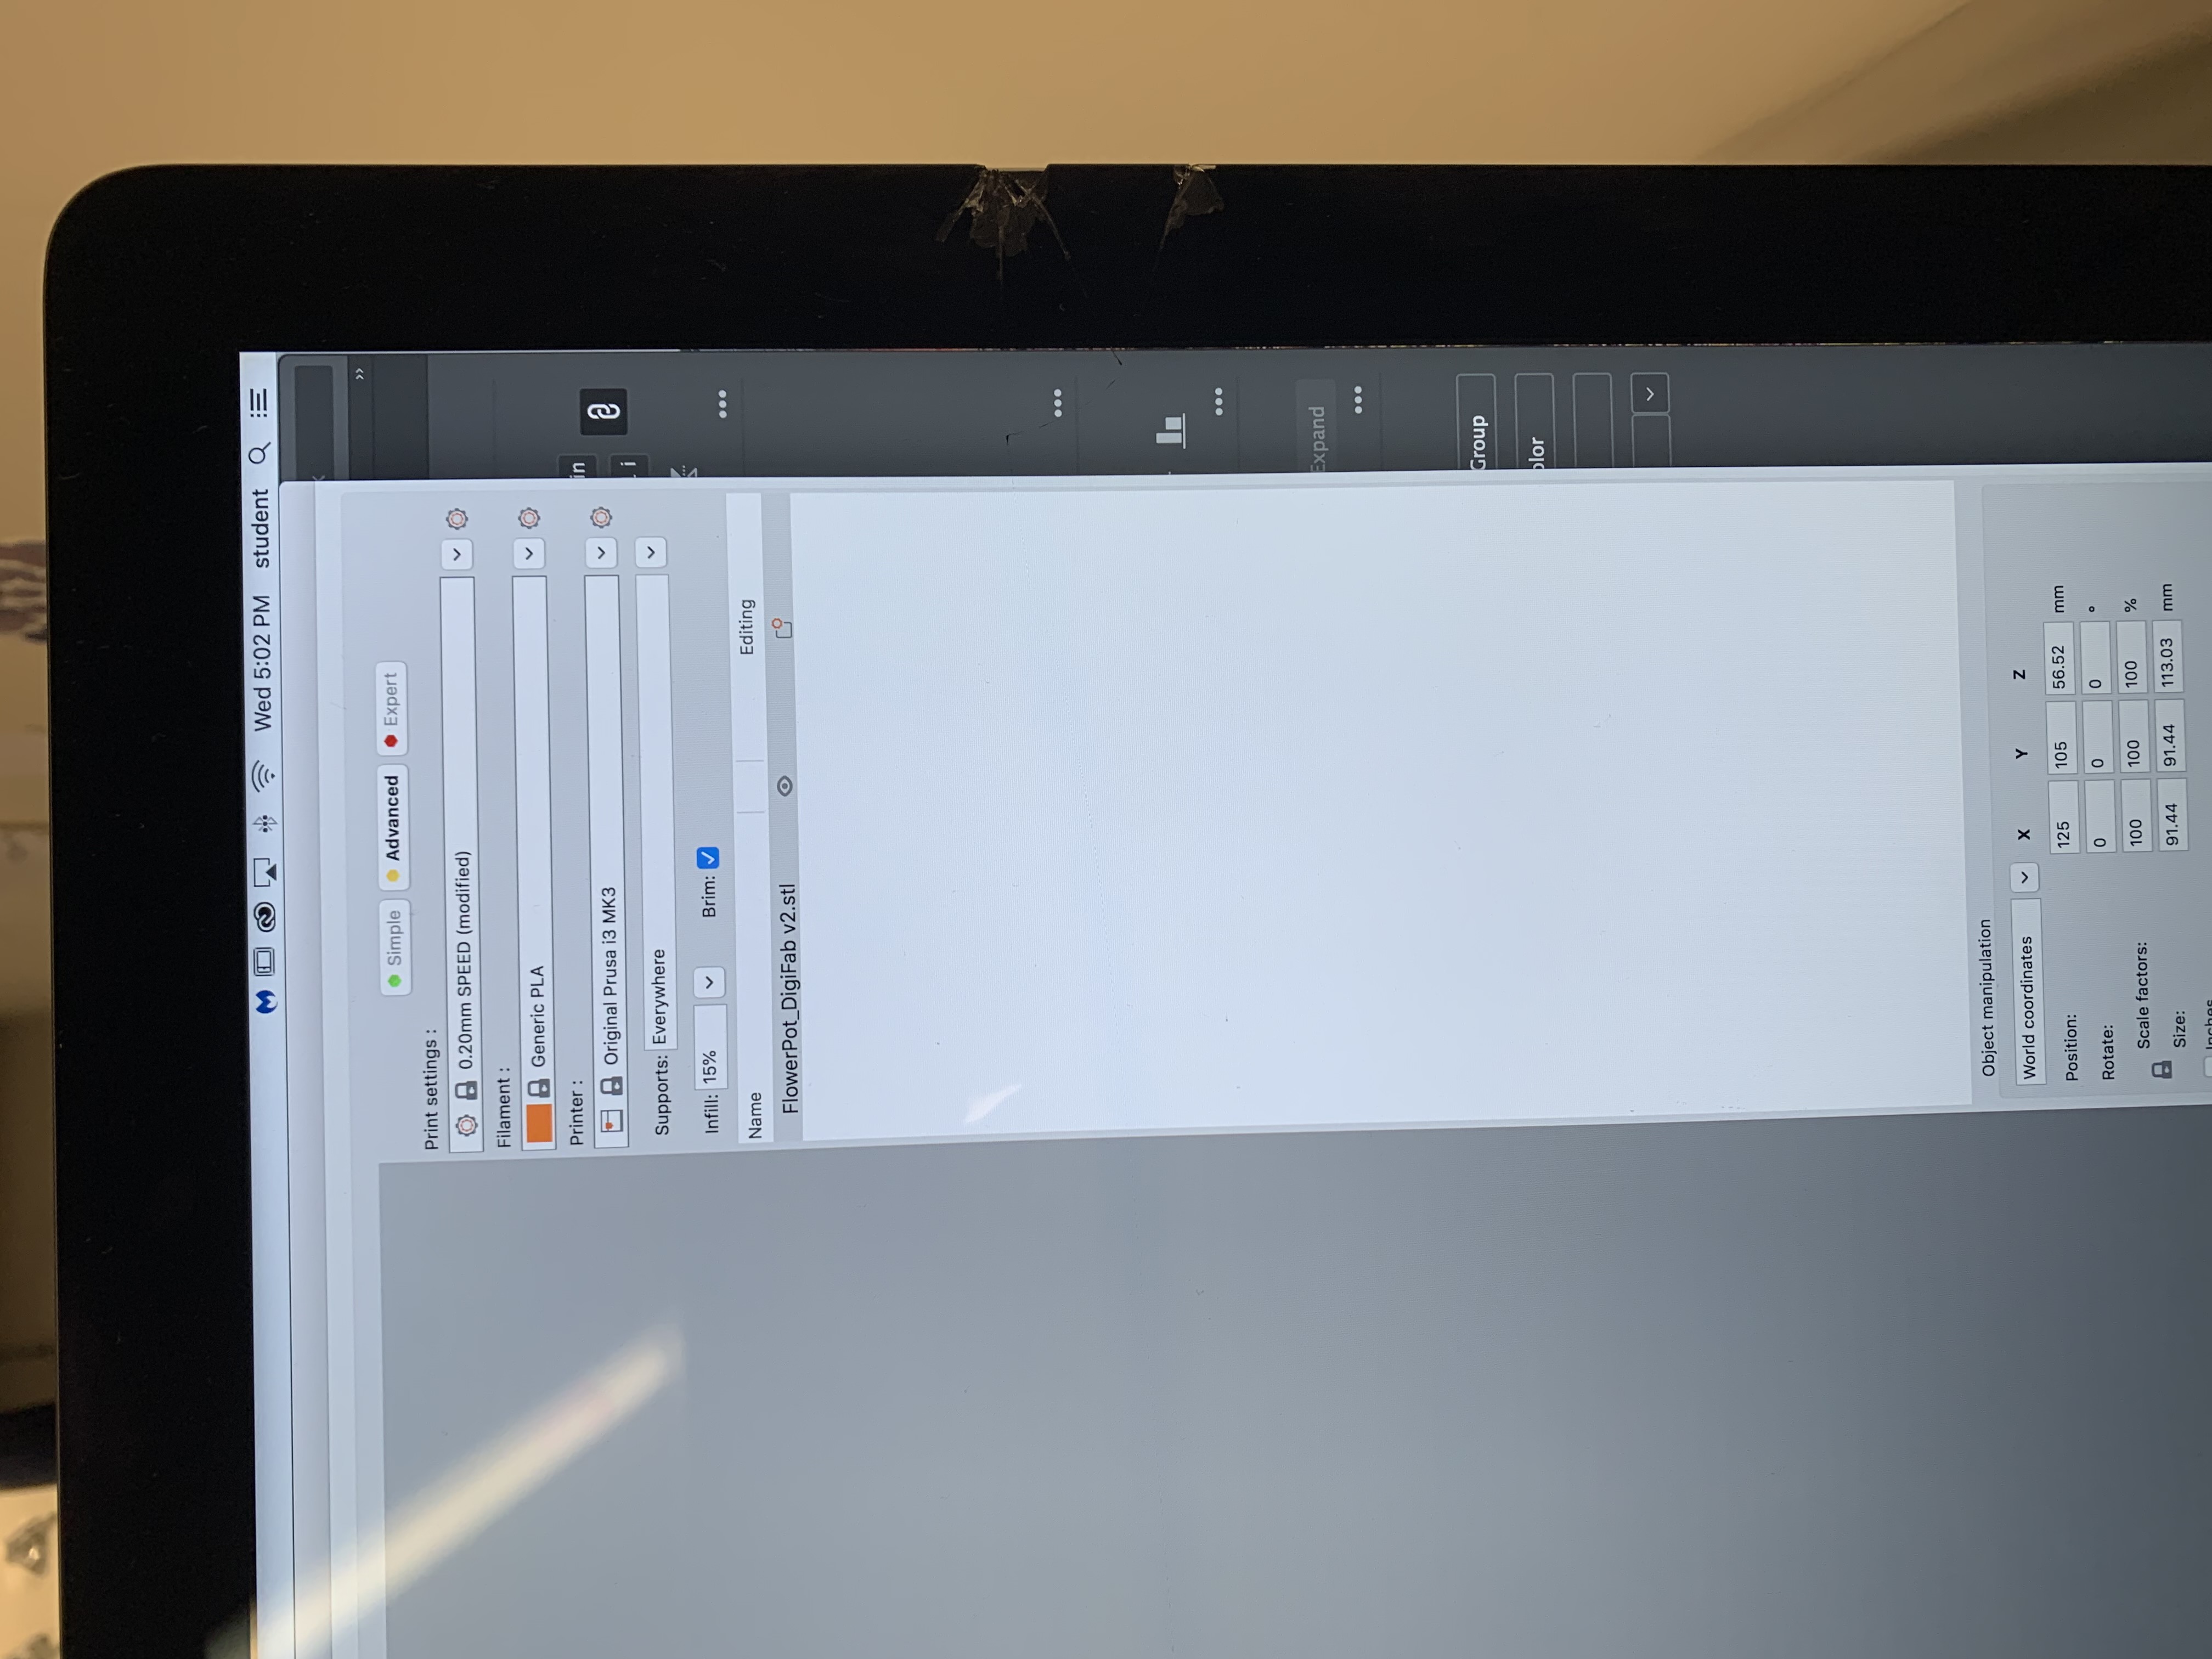 Wed 5:02 PM student
Simple Advanced Expert
Print settings :
0.20mm SPEED (modified)
Filament :
Generic PLA
Printer :
Original Prusa i3 MK3
Supports: Everywhere
Infill: 15% Brim:
Name Editing
FlowerPot_DigiFab v2.stl
Expand
Group
olor
Object manipulation
World coordinates X Y Z
Position: 125 105 56.52 mm
Rotate: 0 0 0 °
Scale factors: 100 100 100 %
Size: 91.44 91.44 113.03 mm
Inches